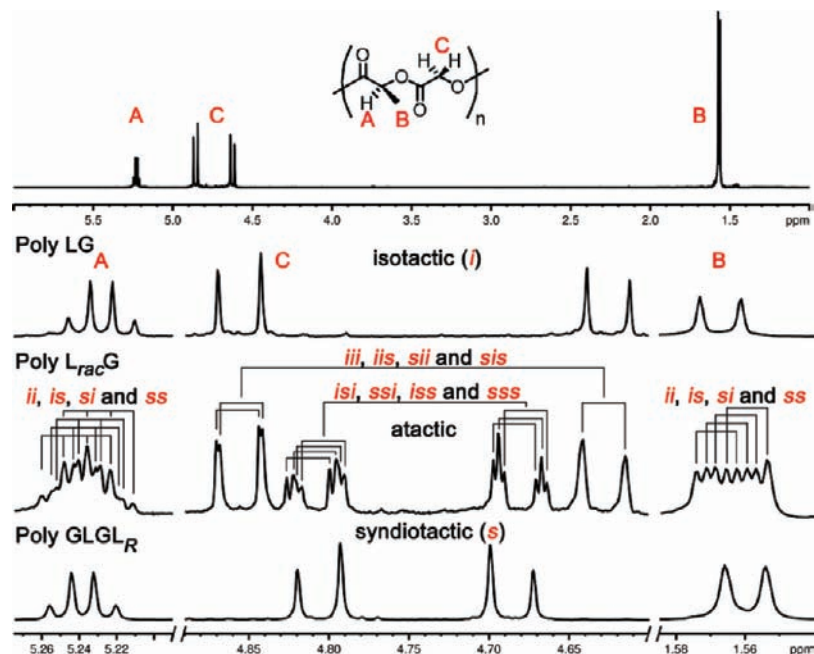 C
O
H H
O
O
O
O
H
n
A
B
A
C
B
5.5 5.0 4.5 4.0 3.5 3.0 2.5 2.0 1.5 ppm
Poly LG
A
C
isotactic (i)
B
Poly LracG
iii, iis, sii and sis
ii, is, si and ss
isi, ssi, iss and sss
ii, is, si and ss
atactic
Poly GLGLR
syndiotactic (s)
5.26 5.24 5.22 4.85 4.80 4.75 4.70 4.65 1.58 1.56 ppm